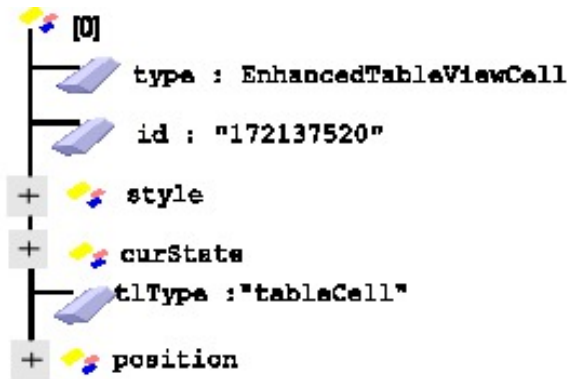 [0]
type : EnhancedTableViewCell
id : "172137520"
+ style
+ curState
tlType :"tableCell"
+ position